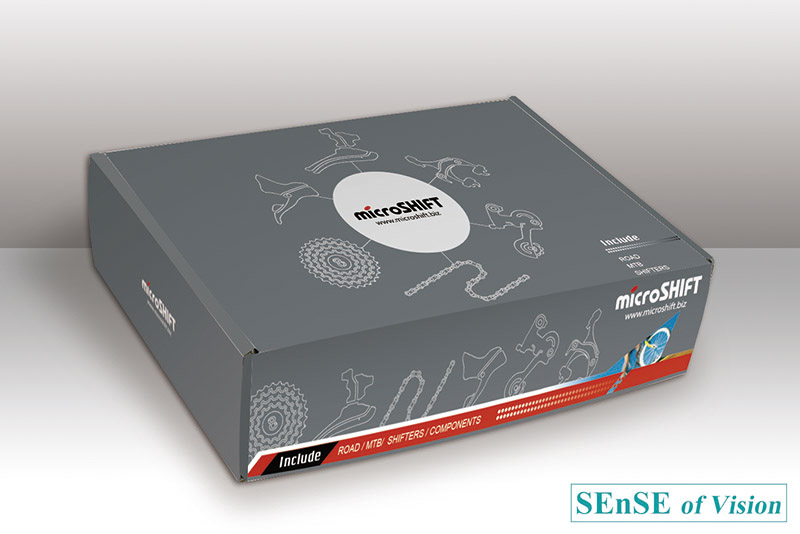 microSHIFT
www.microshift.biz
Include
ROAD
MTB
SHIFTERS
microSHIFT
microSHIFT
www.microshift.biz
Include
ROAD / MTB/ SHIFTERS / COMPONENTS
SEnSE of Vision